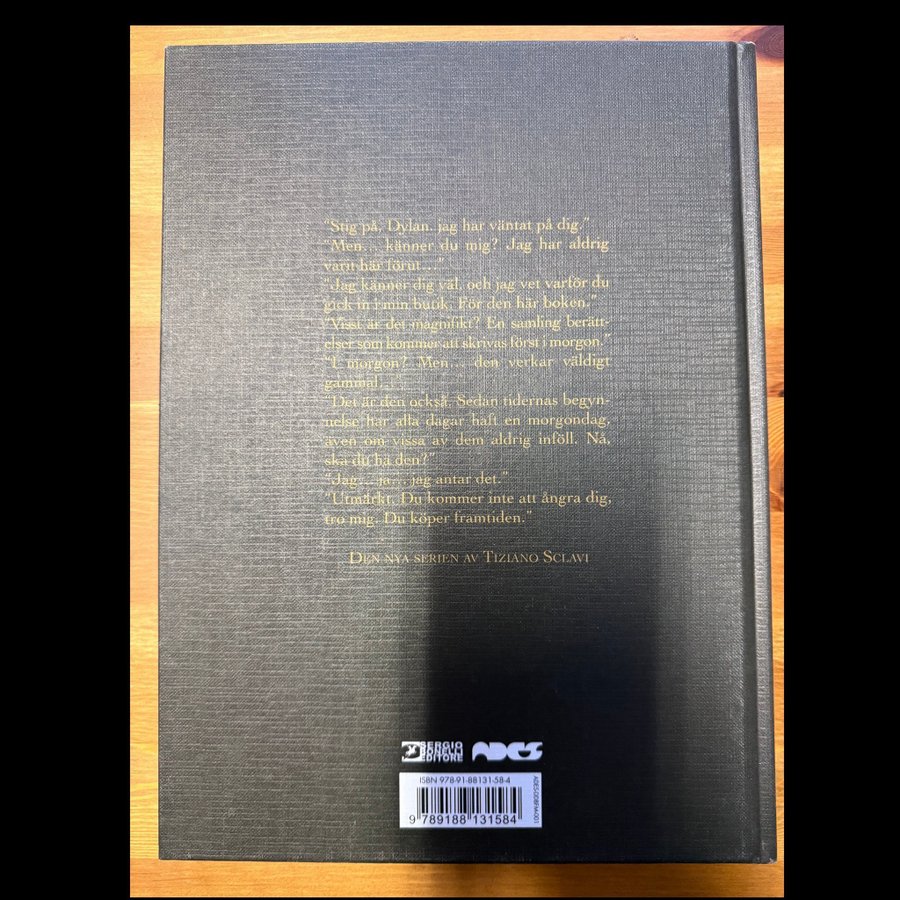 "Stig på, Dylan. jag har väntat på dig."
"Men… känner du mig? Jag har aldrig
varit här förut…"
"Jag känner dig väl, och jag vet varför du
gick in i min butik. För den här boken."
"Visst är det magnifikt? En samling berätt-
elser som kommer att skrivas först i morgon."
"I morgon? Men… den verkar väldigt
gammal…"
"Det är den också. Sedan tidernas begyn-
nelse har alla dagar haft en morgondag,
även om vissa av dem aldrig inföll. Nå,
ska du ha den?"
"Jag… ja… jag antar det."
"Utmärkt. Du kommer inte att ångra dig,
tro mig. Du köper framtiden."
Den nya serien av Tiziano Sclavi
SERGIO
BONELLI
EDITORE
ADES
ISBN 978-91-88131-58-4
9 789188 131584